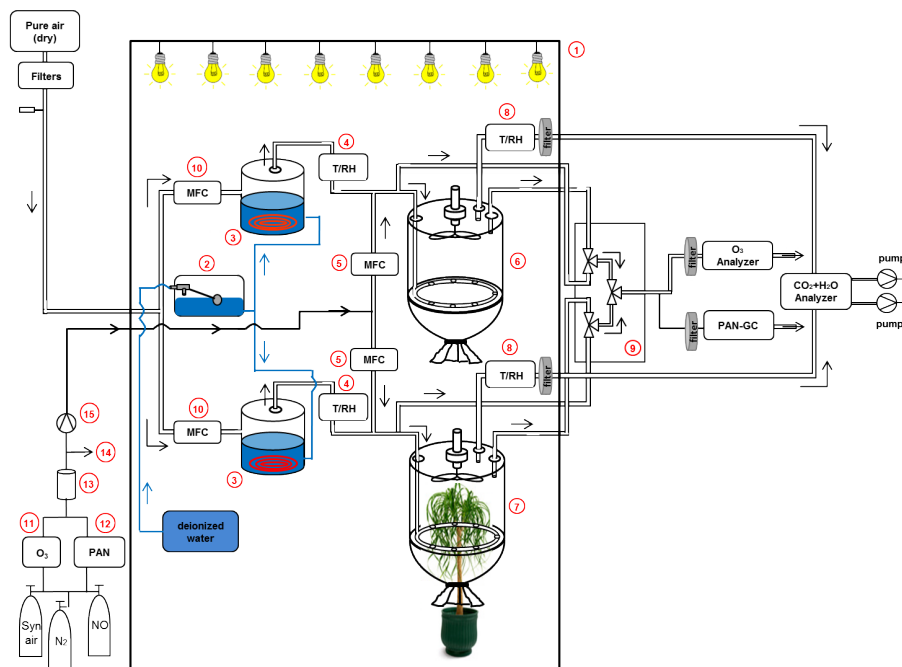 Pure air
(dry)
Filters
1
8
T/RH
filter
4
T/RH
10
MFC
3
2
5
MFC
6
O3
Analyzer
filter
CO2+H2O
Analyzer
pump
pump
filter
PAN-GC
9
5
MFC
8
T/RH
filter
4
T/RH
10
MFC
3
7
15
14
13
deionized
water
11
12
O3
PAN
Syn
air
N2
NO